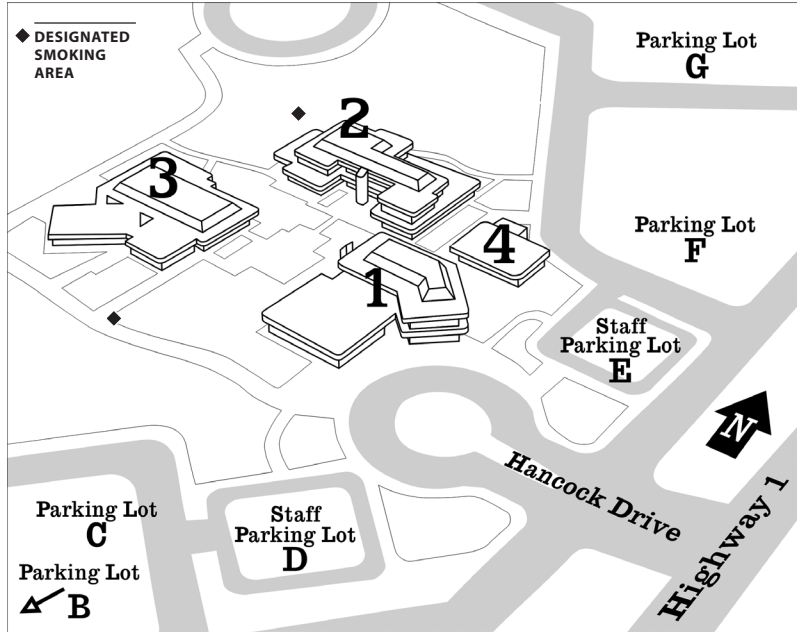 DESIGNATED
SMOKING
AREA
Parking Lot
G
2
3
Parking Lot
F
4
1
Staff
Parking Lot
E
N
Hancock Drive
Highway 1
Parking Lot
C
Staff
Parking Lot
D
Parking Lot
B